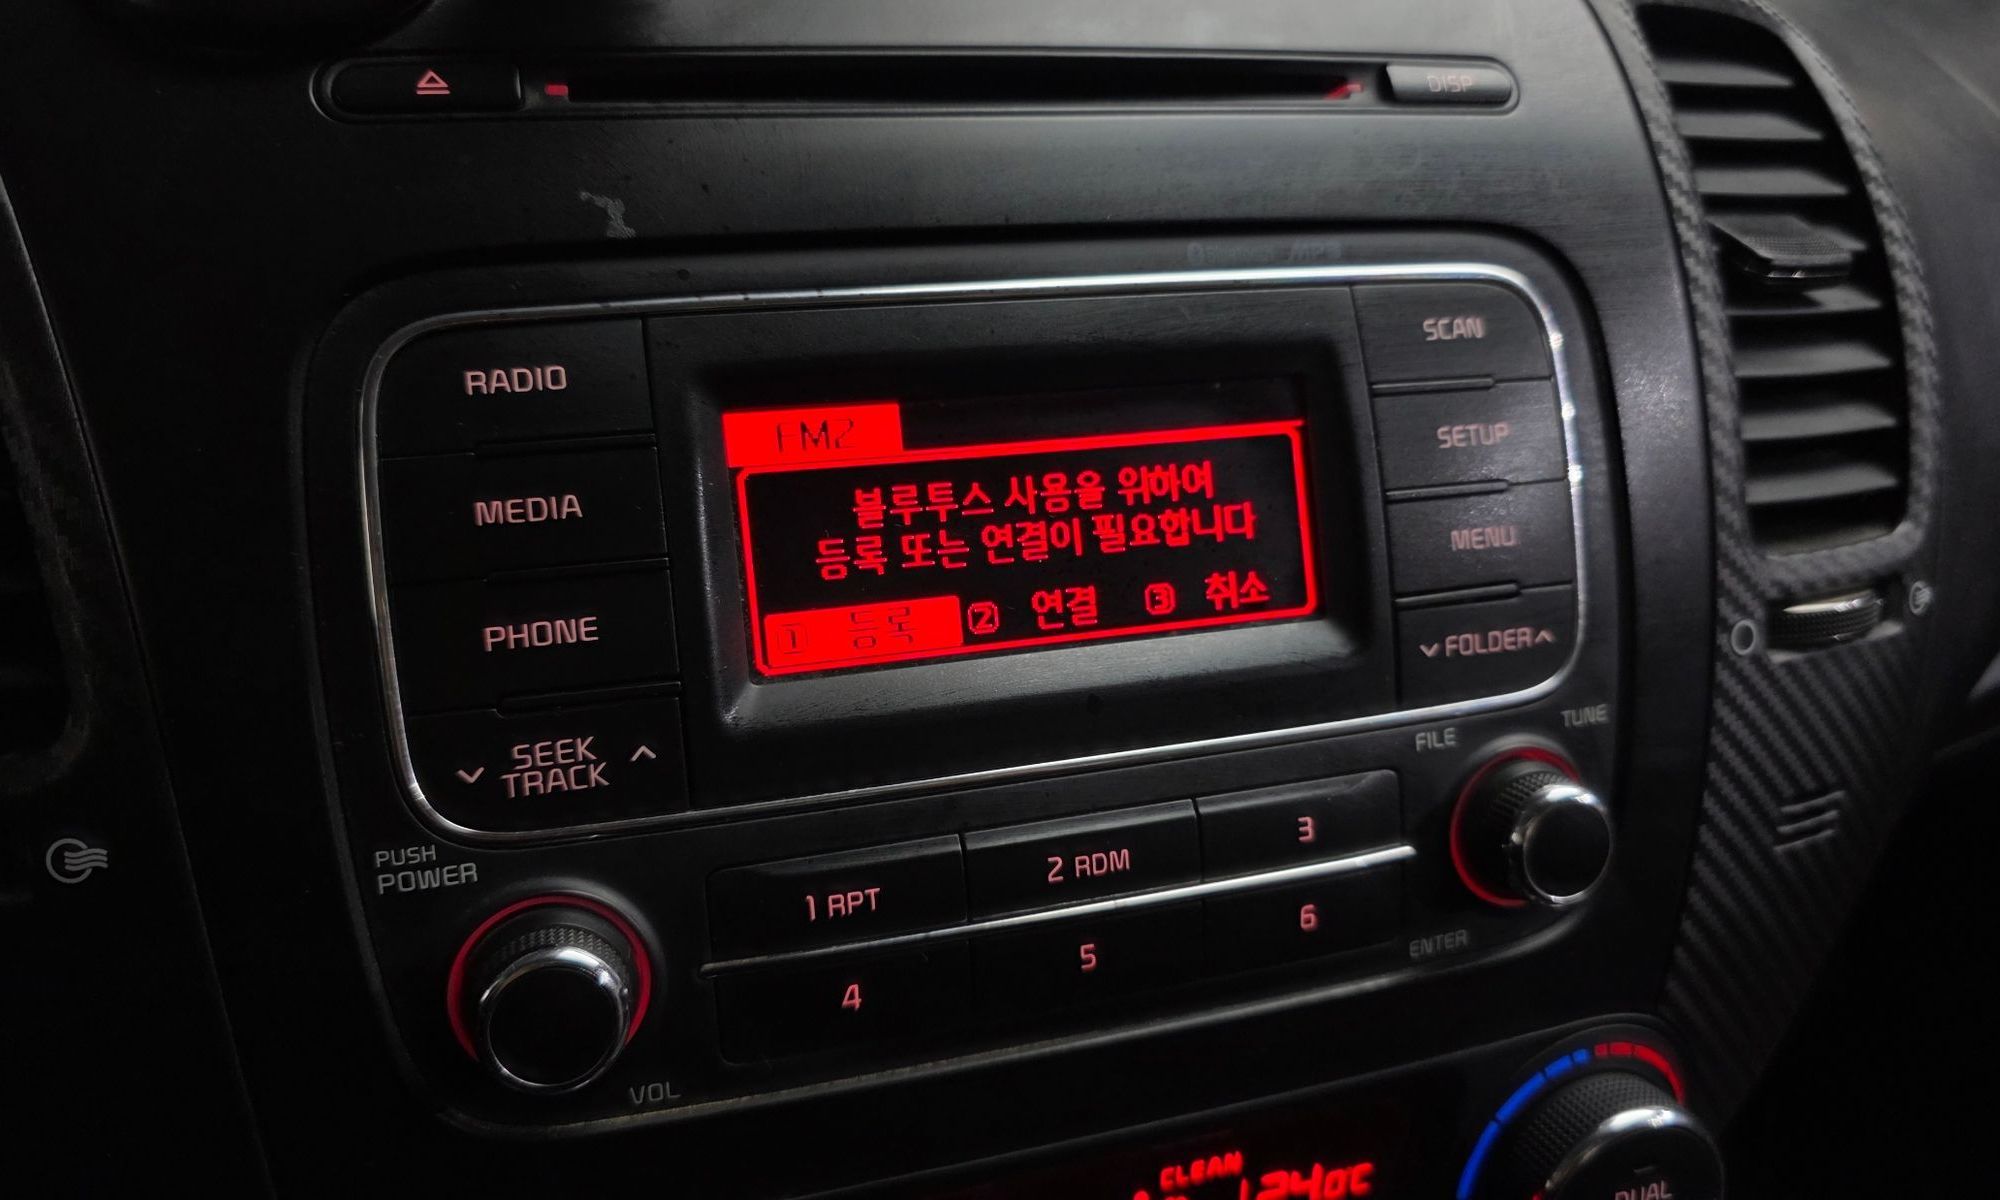 DISP
RADIO
SCAN
FM2
SETUP
MEDIA
블루투스 사용을 위하여
등록 또는 연결이 필요합니다
MENU
1 등록 2 연결 3 취소
PHONE
FOLDER
SEEK
TRACK
FILE
TUNE
PUSH
POWER
1 RPT
2 RDM
3
4
5
6
ENTER
VOL
CLEAN
24.0°C
DUAL